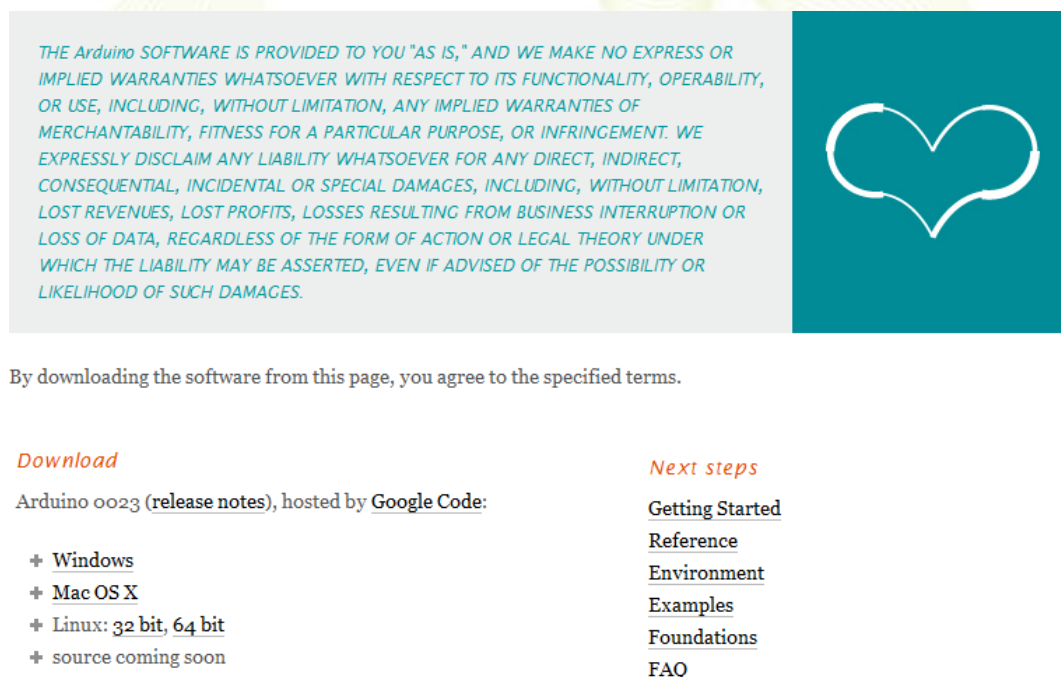 THE Arduino SOFTWARE IS PROVIDED TO YOU "AS IS," AND WE MAKE NO EXPRESS OR
IMPLIED WARRANTIES WHATSOEVER WITH RESPECT TO ITS FUNCTIONALITY, OPERABILITY,
OR USE, INCLUDING, WITHOUT LIMITATION, ANY IMPLIED WARRANTIES OF
MERCHANTABILITY, FITNESS FOR A PARTICULAR PURPOSE, OR INFRINGEMENT. WE
EXPRESSLY DISCLAIM ANY LIABILITY WHATSOEVER FOR ANY DIRECT, INDIRECT,
CONSEQUENTIAL, INCIDENTAL OR SPECIAL DAMAGES, INCLUDING, WITHOUT LIMITATION,
LOST REVENUES, LOST PROFITS, LOSSES RESULTING FROM BUSINESS INTERRUPTION OR
LOSS OF DATA, REGARDLESS OF THE FORM OF ACTION OR LEGAL THEORY UNDER
WHICH THE LIABILITY MAY BE ASSERTED, EVEN IF ADVISED OF THE POSSIBILITY OR
LIKELIHOOD OF SUCH DAMAGES.
By downloading the software from this page, you agree to the specified terms.
Download
Arduino 0023 (release notes), hosted by Google Code:
Windows
Mac OS X
Linux: 32 bit, 64 bit
source coming soon
Next steps
Getting Started
Reference
Environment
Examples
Foundations
FAQ